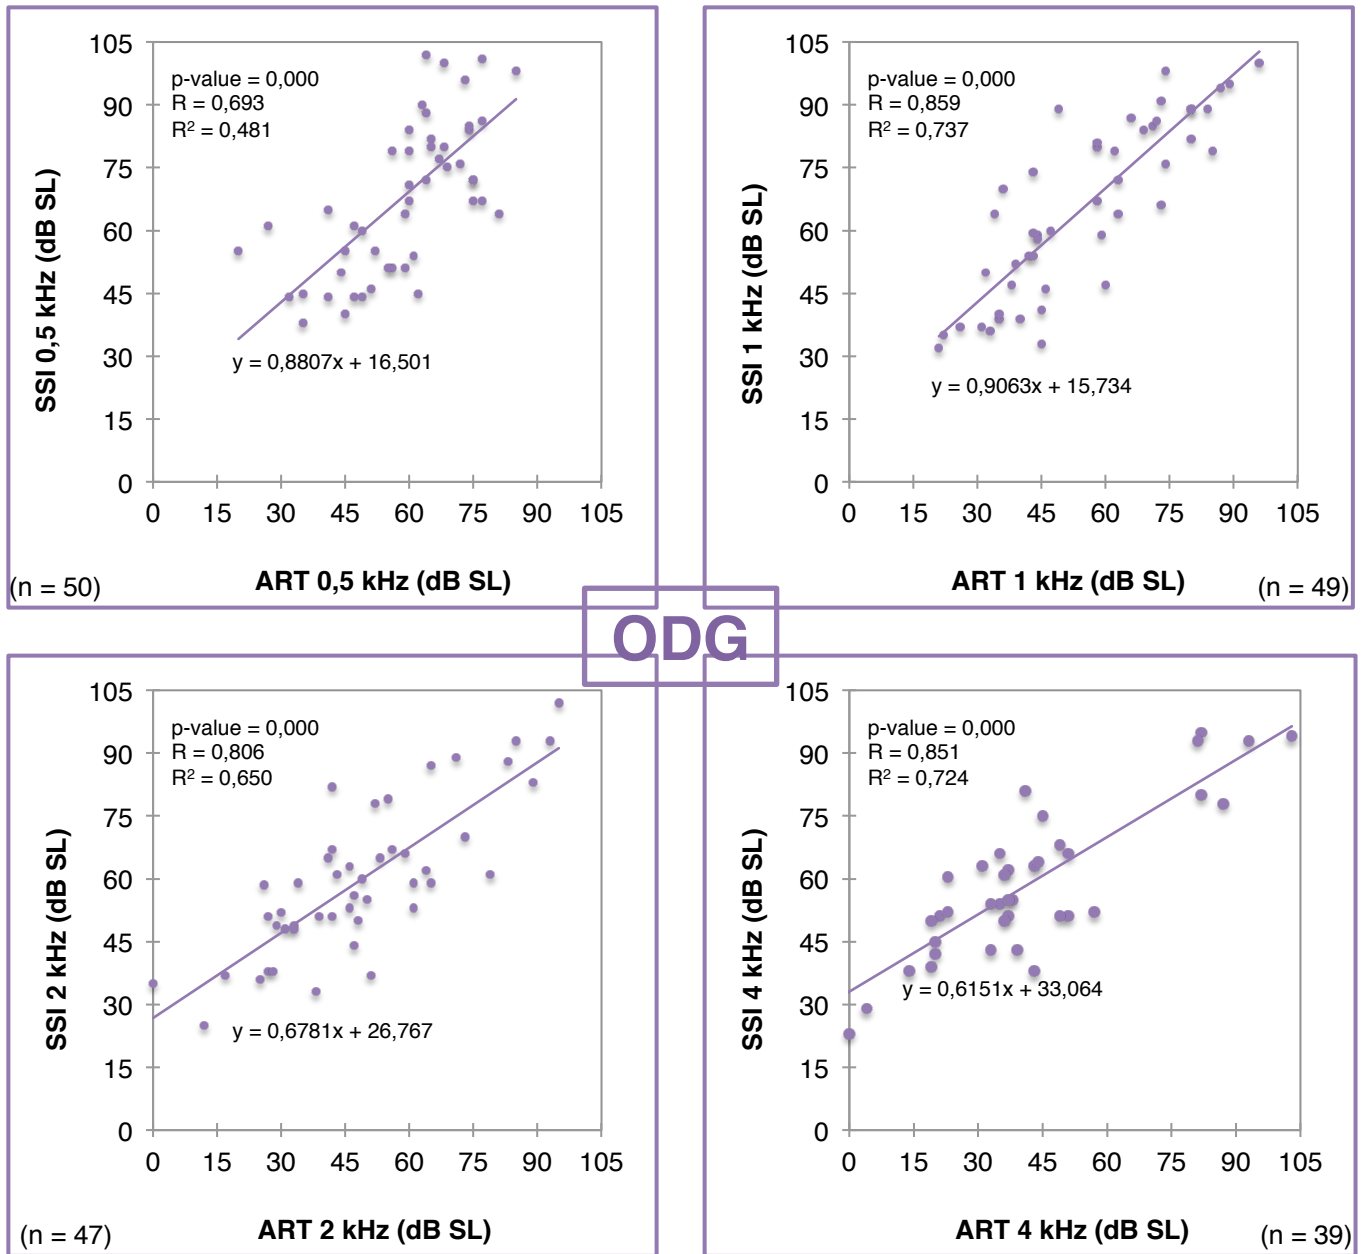 105
90
75
60
45
30
15
0
p-value = 0,000
R = 0,693
R² = 0,481
y = 0,8807x + 16,501
0 15 30 45 60 75 90 105
SSI 0,5 kHz (dB SL)
ART 0,5 kHz (dB SL)
(n = 50)
105
90
75
60
45
30
15
0
p-value = 0,000
R = 0,859
R² = 0,737
y = 0,9063x + 15,734
0 15 30 45 60 75 90 105
SSI 1 kHz (dB SL)
ART 1 kHz (dB SL)
(n = 49)
ODG
105
90
75
60
45
30
15
0
p-value = 0,000
R = 0,806
R² = 0,650
y = 0,6781x + 26,767
0 15 30 45 60 75 90 105
SSI 2 kHz (dB SL)
ART 2 kHz (dB SL)
(n = 47)
105
90
75
60
45
30
15
0
p-value = 0,000
R = 0,851
R² = 0,724
y = 0,6151x + 33,064
0 15 30 45 60 75 90 105
SSI 4 kHz (dB SL)
ART 4 kHz (dB SL)
(n = 39)